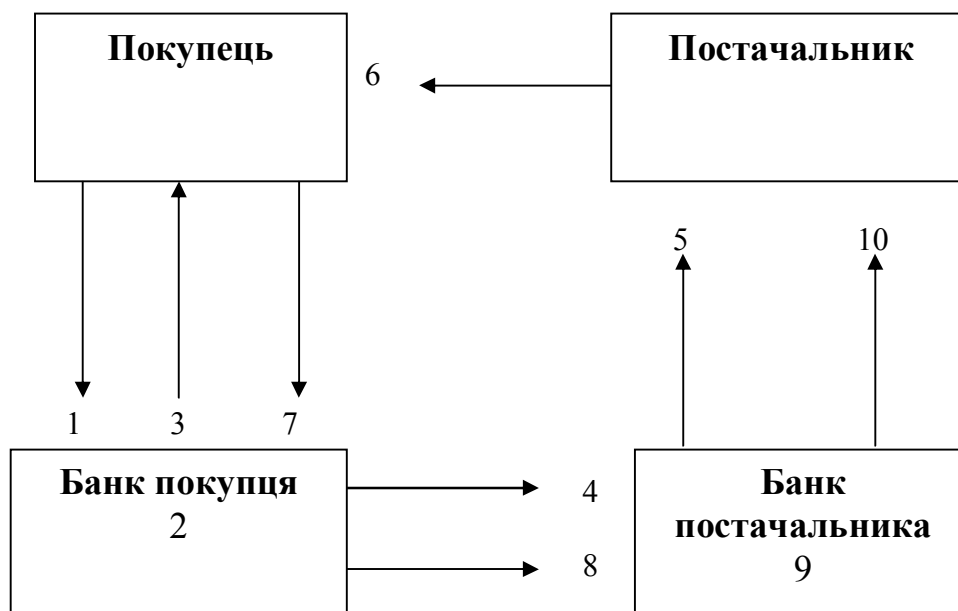 Покупець
Постачальник
6
5
10
1
3
7
Банк покупця
2
4
8
Банк
постачальника
9